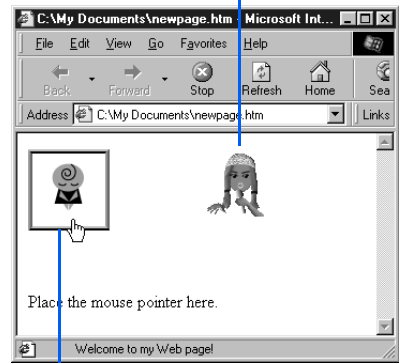 C:\My Documents\newpage.htm - Microsoft Int...
File Edit View Go Favorites Help
Back Forward Stop Refresh Home Sea
Address C:\My Documents\newpage.htm Links
Place the mouse pointer here.
Welcome to my Web page!